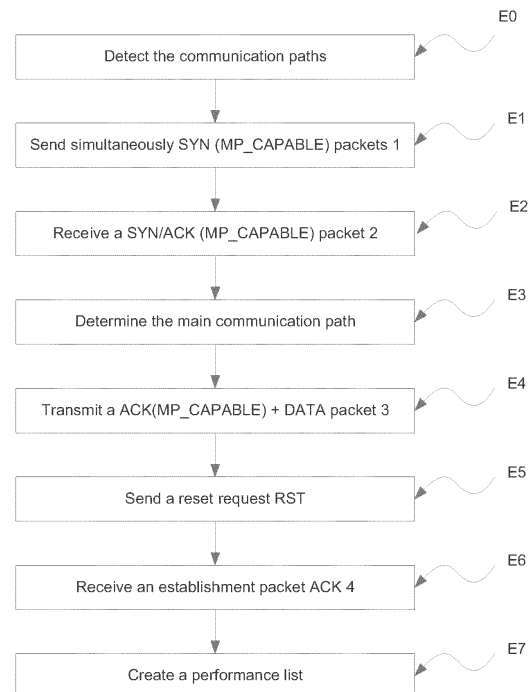 E0
Detect the communication paths
E1
Send simultaneously SYN (MP_CAPABLE) packets 1
E2
Receive a SYN/ACK (MP_CAPABLE) packet 2
E3
Determine the main communication path
E4
Transmit a ACK(MP_CAPABLE) + DATA packet 3
E5
Send a reset request RST
E6
Receive an establishment packet ACK 4
E7
Create a performance list